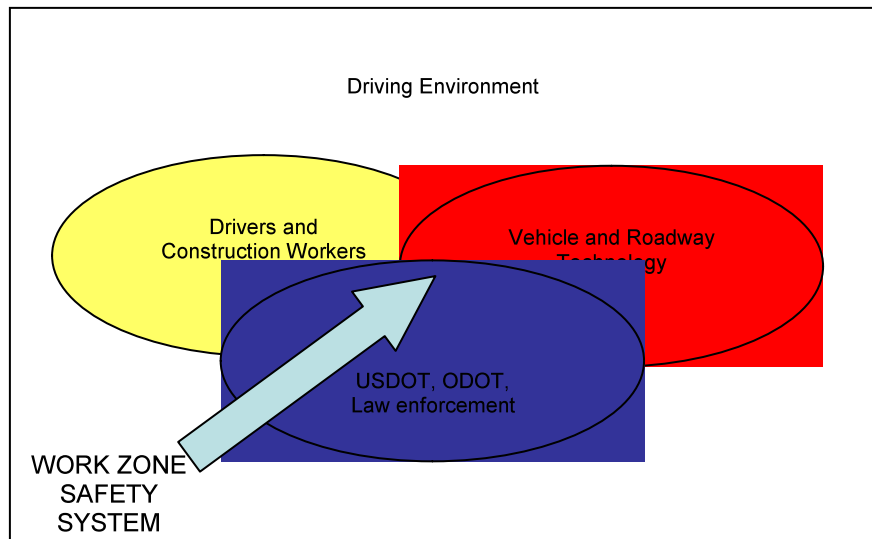 Driving Environment
Drivers and
Construction Workers
Vehicle and Roadway
Technology
USDOT, ODOT,
Law enforcement
WORK ZONE
SAFETY
SYSTEM